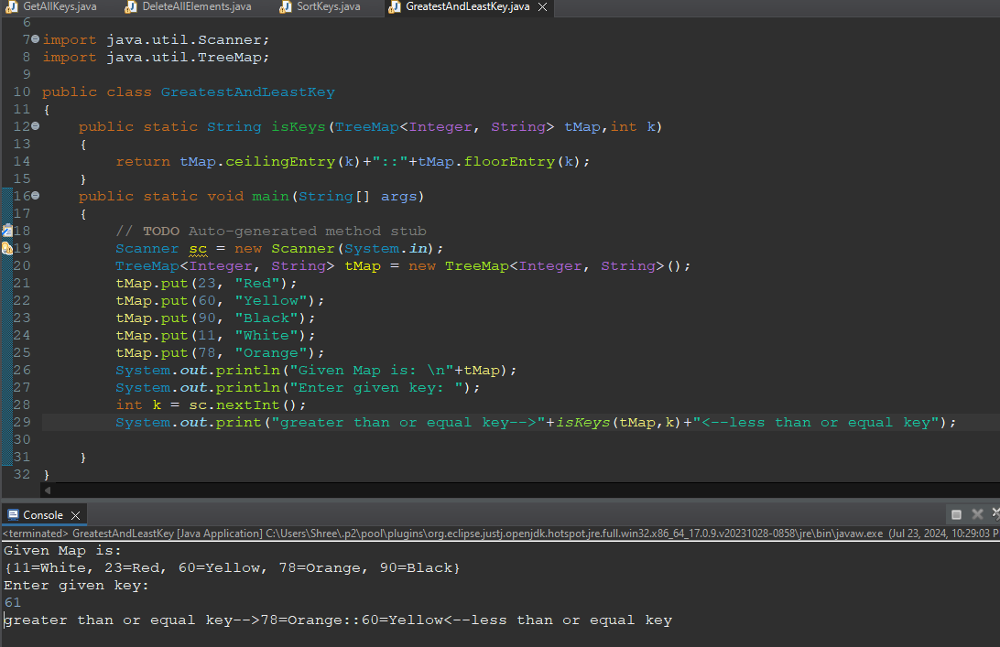 GetAllKeys.java DeleteAllElements.java SortKeys.java GreatestAndLeastKey.java
6
7 import java.util.Scanner;
8 import java.util.TreeMap;
9
10 public class GreatestAndLeastKey
11 {
12 public static String isKeys(TreeMap<Integer, String> tMap,int k)
13 {
14 return tMap.ceilingEntry(k)+"::"+tMap.floorEntry(k);
15 }
16 public static void main(String[] args)
17 {
18 // TODO Auto-generated method stub
19 Scanner sc = new Scanner(System.in);
20 TreeMap<Integer, String> tMap = new TreeMap<Integer, String>();
21 tMap.put(23, "Red");
22 tMap.put(60, "Yellow");
23 tMap.put(90, "Black");
24 tMap.put(11, "White");
25 tMap.put(78, "Orange");
26 System.out.println("Given Map is: \n"+tMap);
27 System.out.println("Enter given key: ");
28 int k = sc.nextInt();
29 System.out.print("greater than or equal key-->"+isKeys(tMap,k)+"<--less than or equal key");
30
31 }
32 }
Console
<terminated> GreatestAndLeastKey [Java Application] C:\Users\Shree\.p2\pool\plugins\org.eclipse.justj.openjdk.hotspot.jre.full.win32.x86_64_17.0.9.v20231028-0858\jre\bin\javaw.exe (Jul 23, 2024, 10:29:03 P
Given Map is:
{11=White, 23=Red, 60=Yellow, 78=Orange, 90=Black}
Enter given key:
61
greater than or equal key-->78=Orange::60=Yellow<--less than or equal key